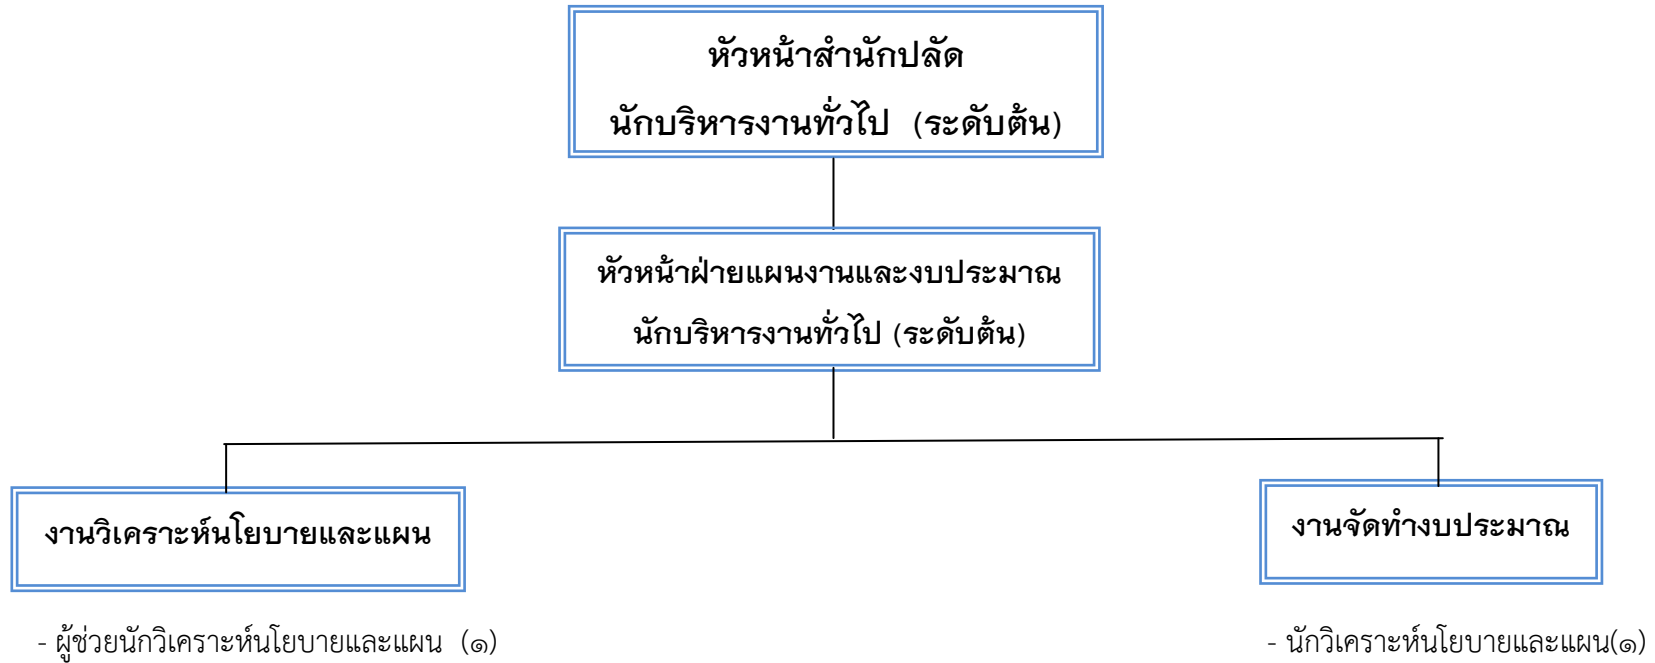 หัวหน้าสำนักปลัด
นักบริหารงานทั่วไป (ระดับต้น)
หัวหน้าฝ่ายแผนงานและงบประมาณ
นักบริหารงานทั่วไป (ระดับต้น)
งานวิเคราะห์นโยบายและแผน
งานจัดทำงบประมาณ
- ผู้ช่วยนักวิเคราะห์นโยบายและแผน (๑)
- นักวิเคราะห์นโยบายและแผน(๑)